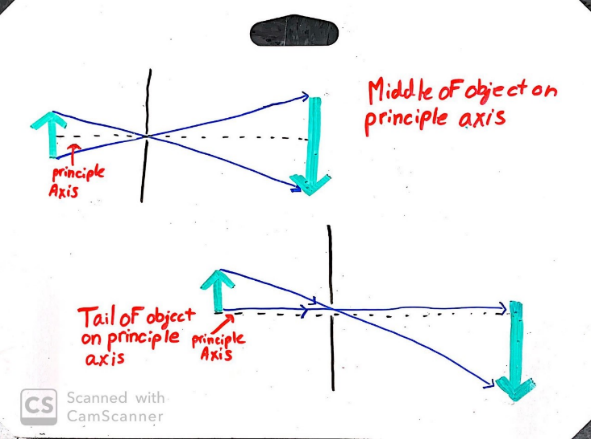 Middle of object on
principle axis
principle
Axis
Tail of object
on principle
axis
principle
Axis
CS Scanned with
CamScanner